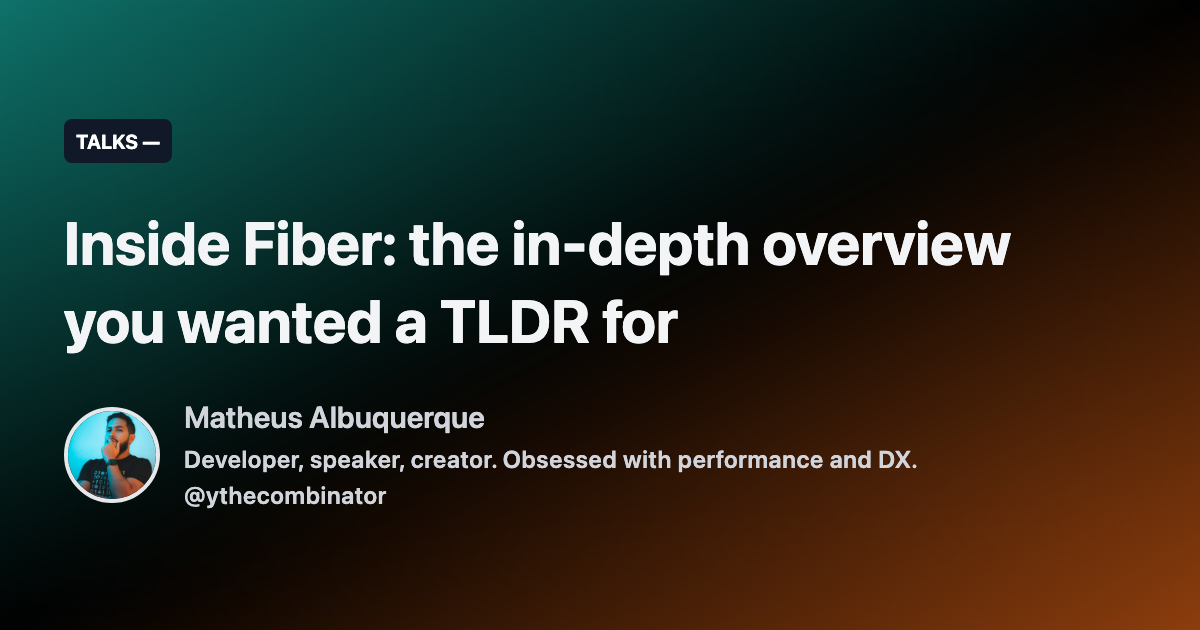 TALKS —
Inside Fiber: the in-depth overview
you wanted a TLDR for
Matheus Albuquerque
Developer, speaker, creator. Obsessed with performance and DX.
@ythecombinator